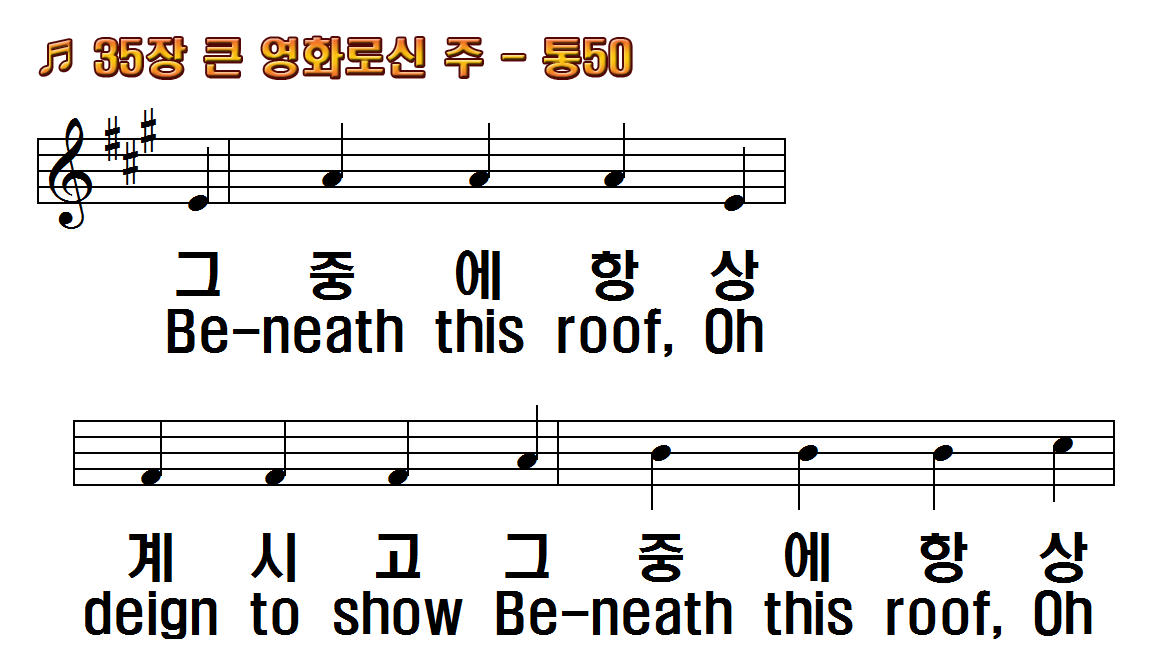 ♬ 35장 큰 영화로신 주 - 통50
그 중 에 항 상
Be-neath this roof, Oh
계 시 고 그 중 에 항 상
deign to show Be-neath this roof, Oh